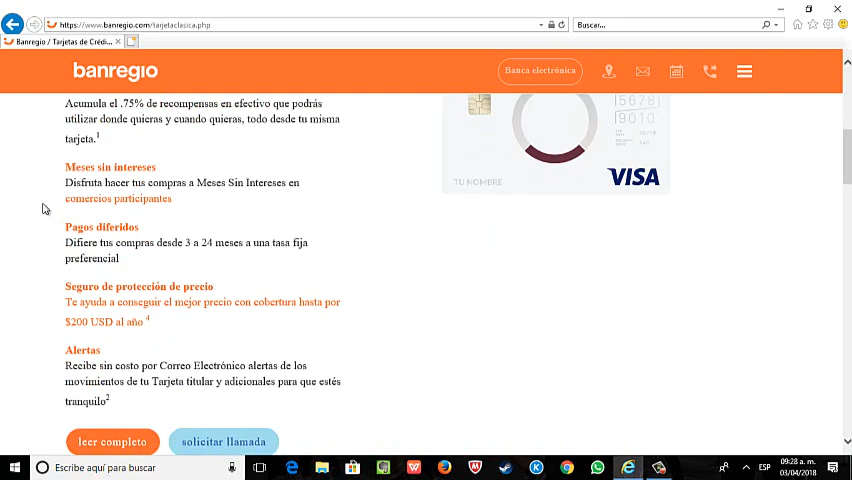 https://www.banregio.com/tarjetaclasica.php
Buscar...
Banregio / Tarjetas de Crédi...
banregio
Banca electrónica
Acumula el .75% de recompensas en efectivo que podrás
utilizar donde quieras y cuando quieras, todo desde tu misma
tarjeta.1
Meses sin intereses
Disfruta hacer tus compras a Meses Sin Intereses en
comercios participantes
Pagos diferidos
Difiere tus compras desde 3 a 24 meses a una tasa fija
preferencial
Seguro de protección de precio
Te ayuda a conseguir el mejor precio con cobertura hasta por
$200 USD al año 4
Alertas
Recibe sin costo por Correo Electrónico alertas de los
movimientos de tu Tarjeta titular y adicionales para que estés
tranquilo2
leer completo
solicitar llamada
5678
9010
TU NOMBRE
VISA
Escribe aquí para buscar
ESP
09:28 a. m.
03/04/2018